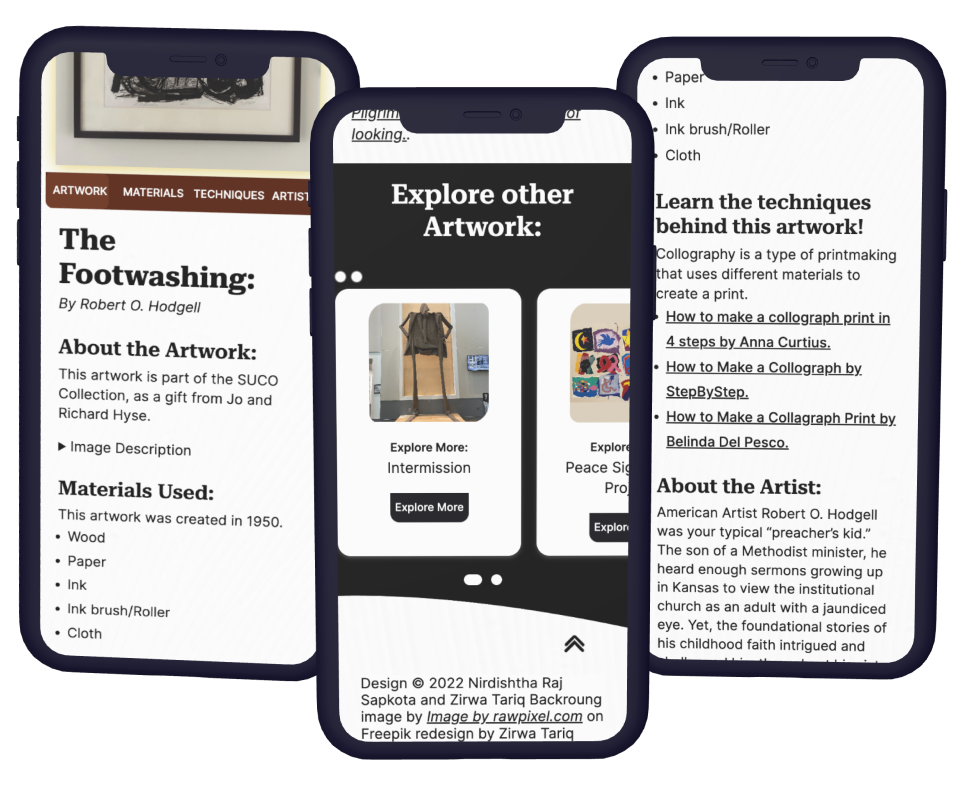 ARTWORK MATERIALS TECHNIQUES ARTIST
The
Footwashing:
By Robert O. Hodgell
About the Artwork:
This artwork is part of the SUCO
Collection, as a gift from Jo and
Richard Hyse.
Image Description
Materials Used:
This artwork was created in 1950.
• Wood
• Paper
• Ink
• Ink brush/Roller
• Cloth
Pilgrim or
looking..
Explore other
Artwork:
Explore More:
Intermission
Explore More
Explore
Peace Sig
Proj
Explore
Design © 2022 Nirdishtha Raj
Sapkota and Zirwa Tariq Backroung
image by Image by rawpixel.com on
Freepik redesign by Zirwa Tariq
• Paper
• Ink
• Ink brush/Roller
• Cloth
Learn the techniques
behind this artwork!
Collography is a type of printmaking
that uses different materials to
create a print.
• How to make a collograph print in
4 steps by Anna Curtius.
• How to Make a Collograph by
StepByStep.
• How to Make a Collagraph Print by
Belinda Del Pesco.
About the Artist:
American Artist Robert O. Hodgell
was your typical “preacher’s kid.”
The son of a Methodist minister, he
heard enough sermons growing up
in Kansas to view the institutional
church as an adult with a jaundiced
eye. Yet, the foundational stories of
his childhood faith intrigued and